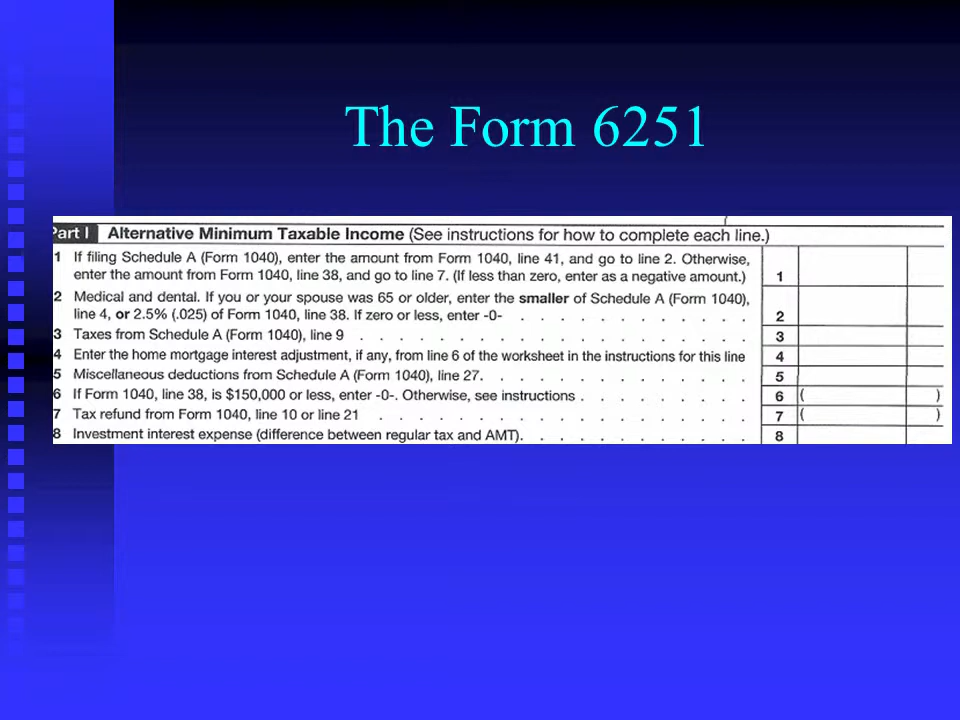 The Form 6251
Part I Alternative Minimum Taxable Income (See instructions for how to complete each line.)
1 If filing Schedule A (Form 1040), enter the amount from Form 1040, line 41, and go to line 2. Otherwise,
enter the amount from Form 1040, line 38, and go to line 7. (If less than zero, enter as a negative amount.) 1
2 Medical and dental. If you or your spouse was 65 or older, enter the smaller of Schedule A (Form 1040),
line 4, or 2.5% (.025) of Form 1040, line 38. If zero or less, enter -0- . . . . . . . . . . . . 2
3 Taxes from Schedule A (Form 1040), line 9 . . . . . . . . . . . . . . . . . . . . 3
4 Enter the home mortgage interest adjustment, if any, from line 6 of the worksheet in the instructions for this line 4
5 Miscellaneous deductions from Schedule A (Form 1040), line 27. . . . . . . . . . . . . . 5
6 If Form 1040, line 38, is $150,000 or less, enter -0-. Otherwise, see instructions . . . . . . . . . 6 ( )
7 Tax refund from Form 1040, line 10 or line 21 . . . . . . . . . . . . . . . . . . . 7 ( )
8 Investment interest expense (difference between regular tax and AMT). . . . . . . . . . . . 8